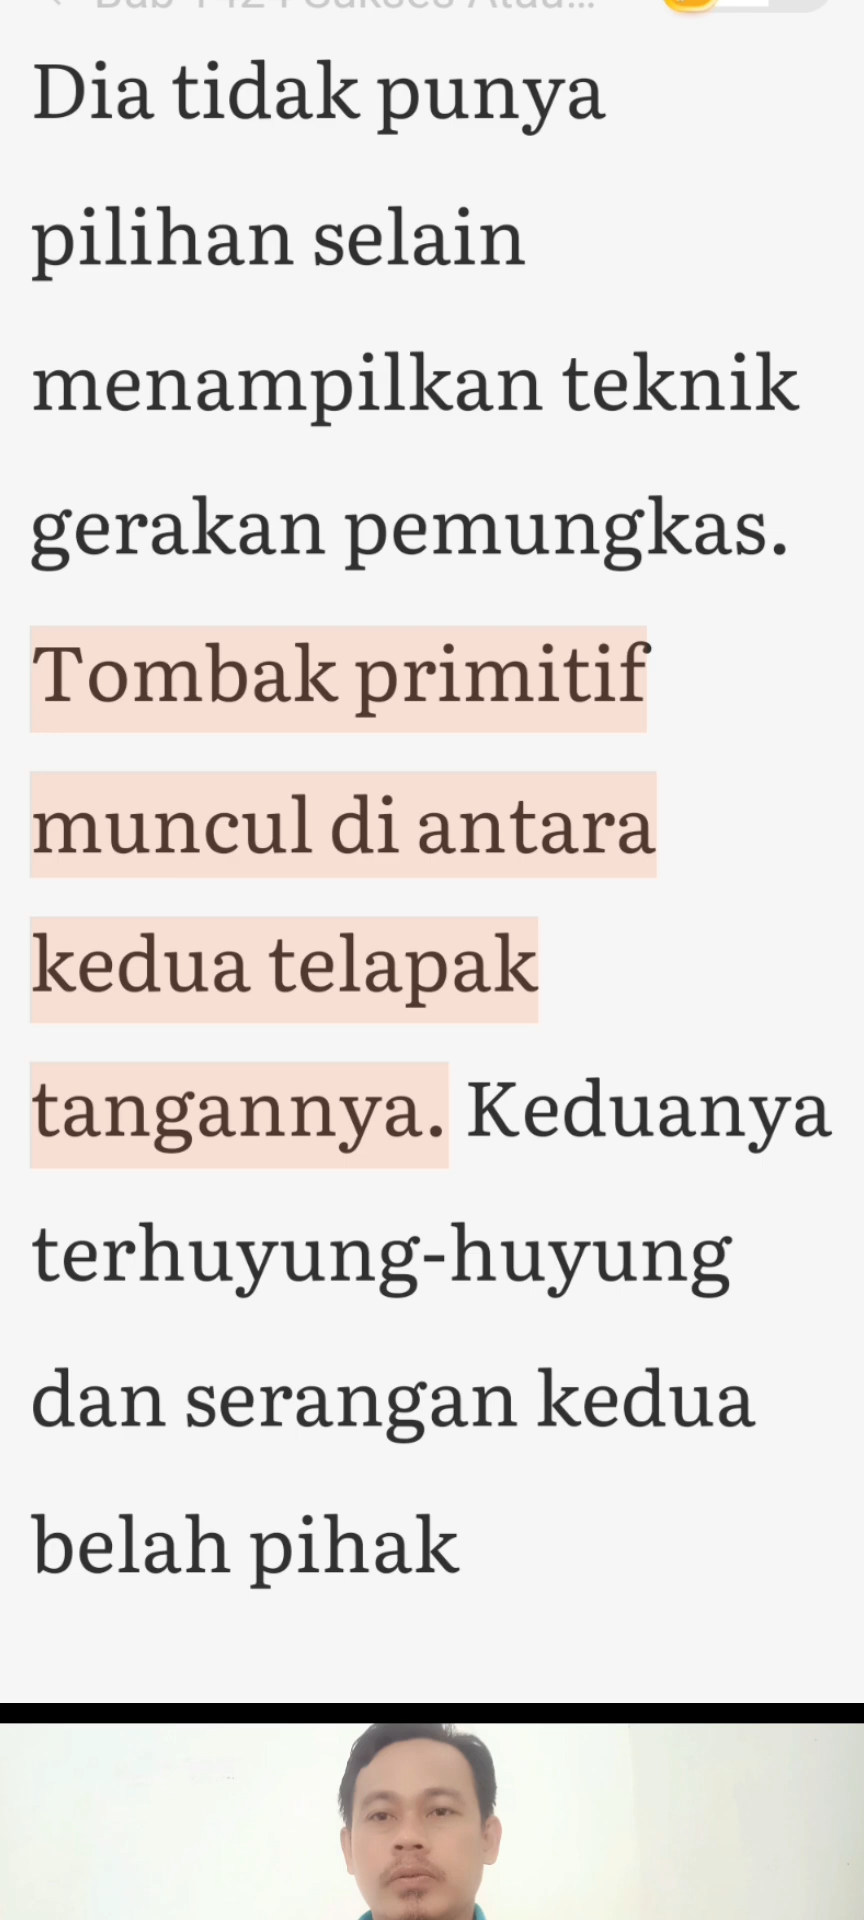 Dia tidak punya
pilihan selain
menampilkan teknik
gerakan pemungkas.
Tombak primitif
muncul di antara
kedua telapak
tangannya. Keduanya
terhuyung-huyung
dan serangan kedua
belah pihak